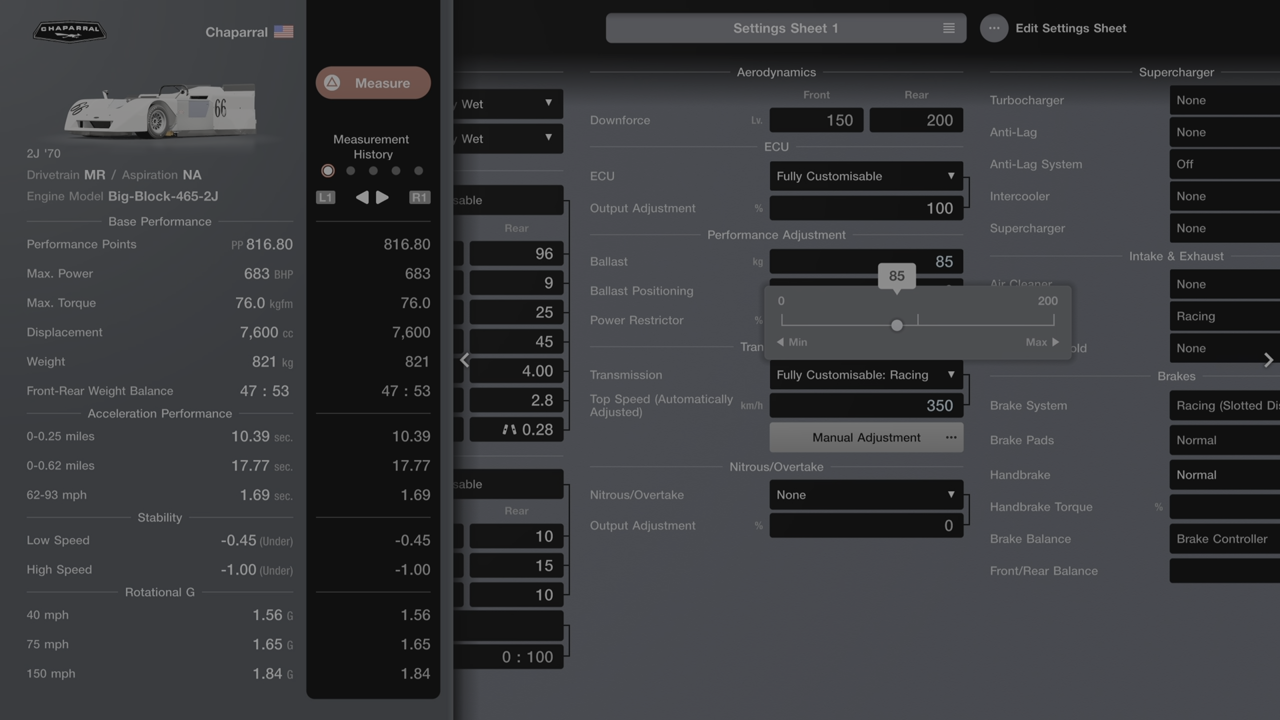 CHAPARRAL
Chaparral
66
2J '70
Drivetrain MR / Aspiration NA
Engine Model Big-Block-465-2J
Base Performance
Performance Points PP 816.80
Max. Power 683 BHP
Max. Torque 76.0 kgfm
Displacement 7,600 cc
Weight 821 kg
Front-Rear Weight Balance 47 : 53
Acceleration Performance
0-0.25 miles 10.39 sec.
0-0.62 miles 17.77 sec.
62-93 mph 1.69 sec.
Stability
Low Speed -0.45 (Under)
High Speed -1.00 (Under)
Rotational G
40 mph 1.56 G
75 mph 1.65 G
150 mph 1.84 G
Measure
Measurement
History
L1 R1
816.80
683
76.0
7,600
821
47 : 53
10.39
17.77
1.69
-0.45
-1.00
1.56
1.65
1.84
Settings Sheet 1
Edit Settings Sheet
Wet
Wet
sable
Rear
96
9
25
45
4.00
2.8
0.28
sable
Rear
10
15
10
0 : 100
Aerodynamics
Front Rear
Downforce Lv. 150 200
ECU
ECU Fully Customisable
Output Adjustment % 100
Performance Adjustment
Ballast kg 85
Ballast Positioning
Power Restrictor %
85
0 200
Min Max
Tran
Transmission Fully Customisable: Racing
Top Speed (Automatically
Adjusted) km/h 350
Manual Adjustment
Nitrous/Overtake
Nitrous/Overtake None
Output Adjustment % 0
Supercharger
Turbocharger None
Anti-Lag None
Anti-Lag System Off
Intercooler None
Supercharger None
Intake & Exhaust
Air Cleaner None
Racing
old None
Brakes
Brake System Racing (Slotted Dis
Brake Pads Normal
Handbrake Normal
Handbrake Torque %
Brake Balance Brake Controller
Front/Rear Balance